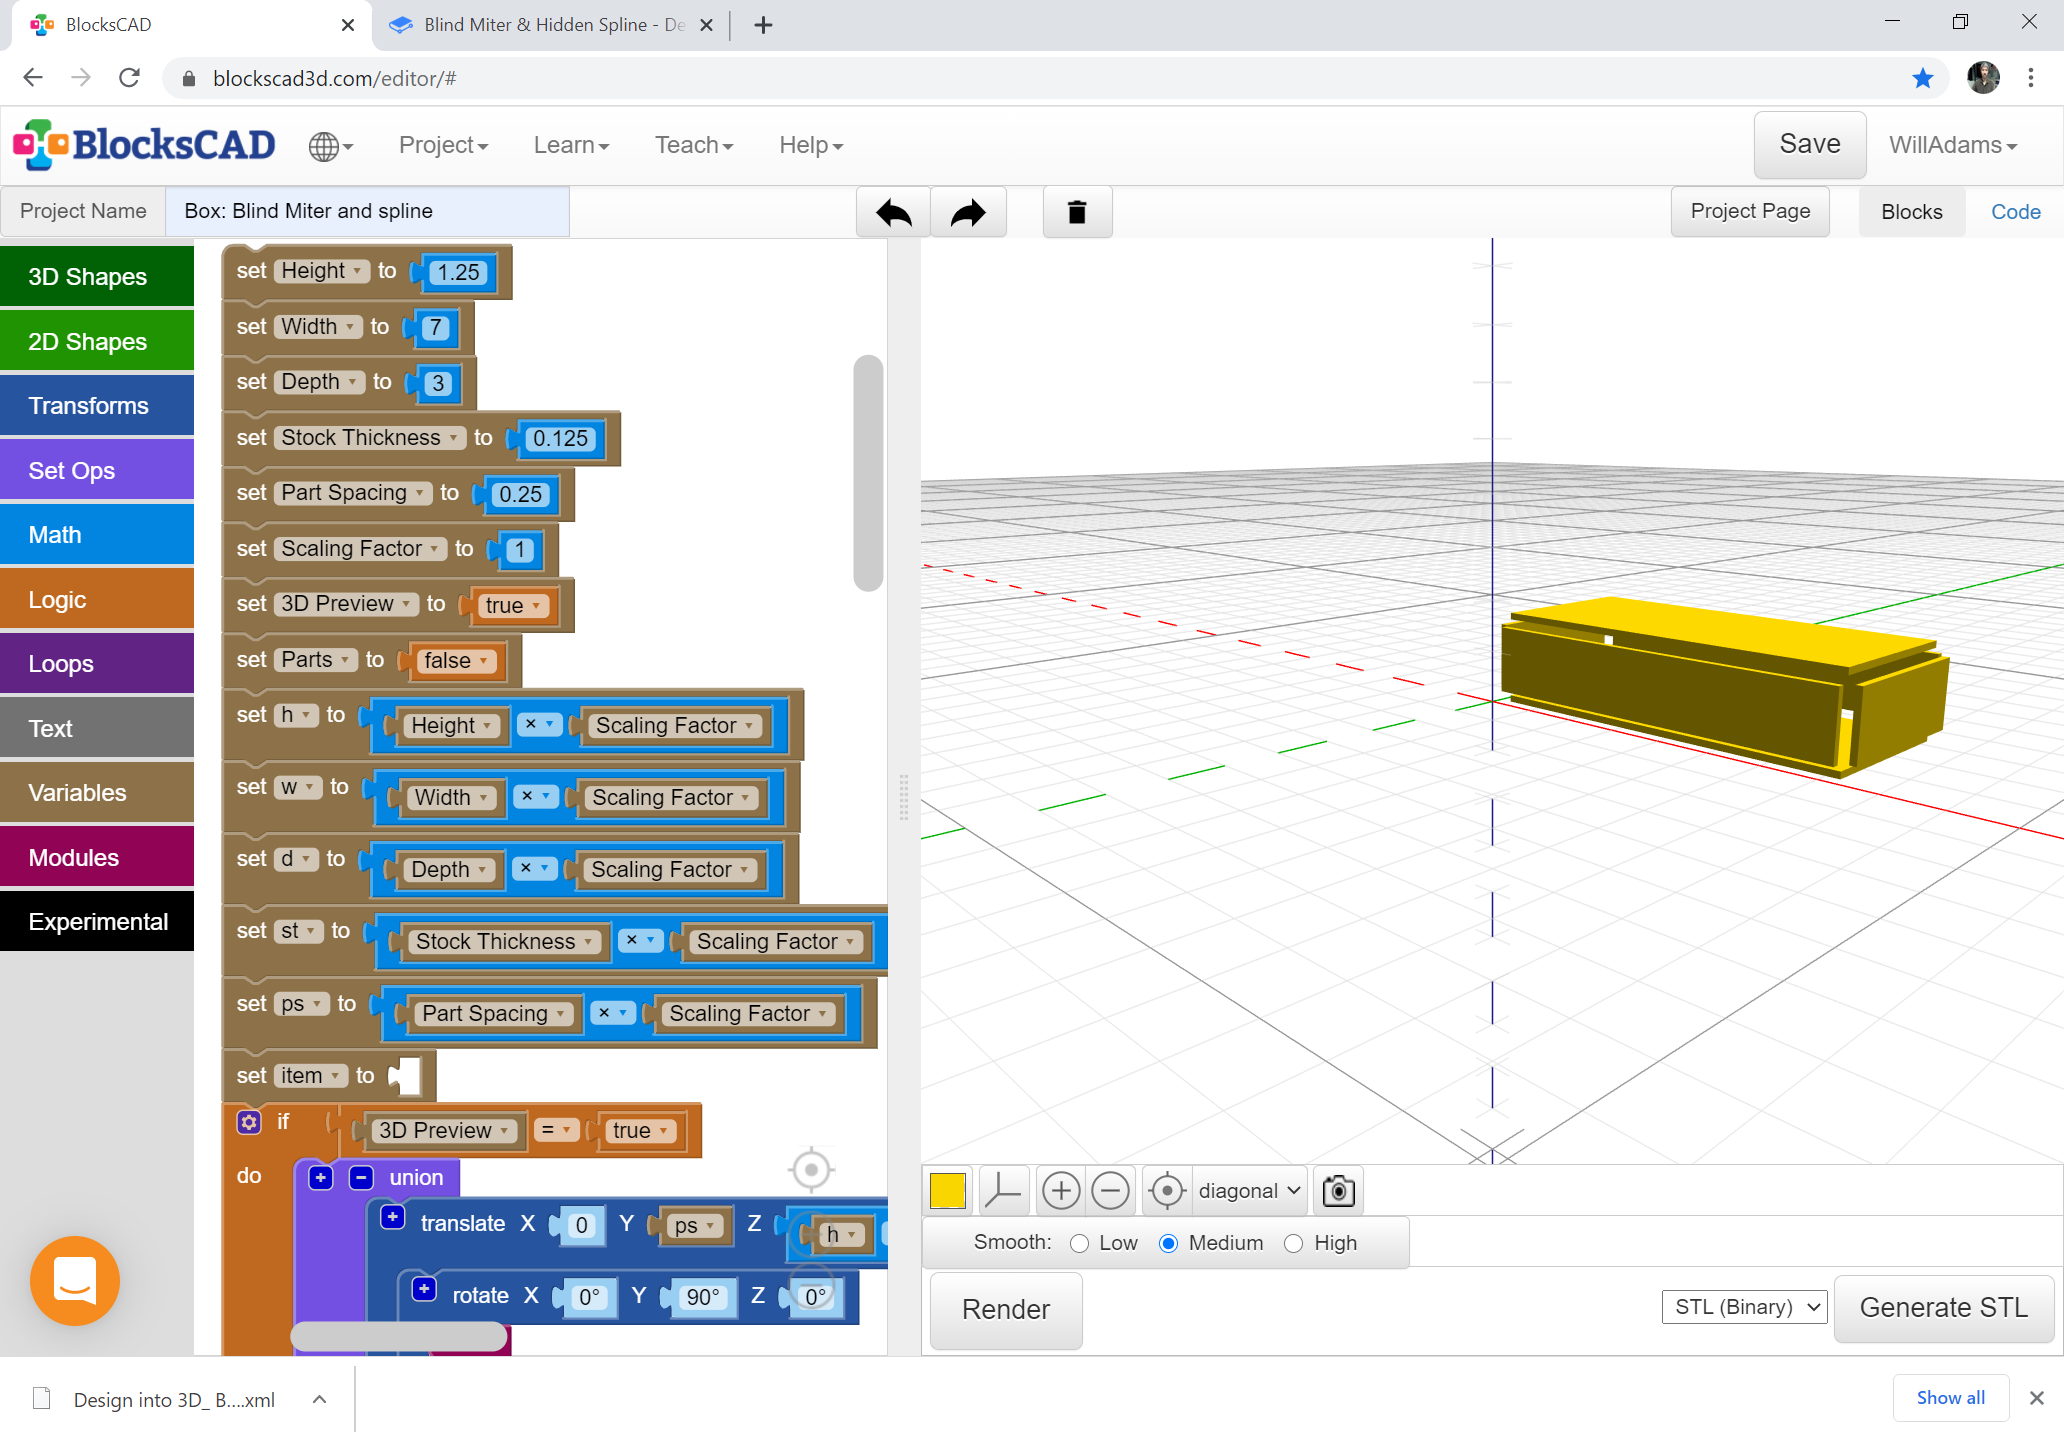 BlocksCAD
Blind Miter & Hidden Spline - De
blockscad3d.com/editor/#
BlocksCAD
Project
Learn
Teach
Help
Save
WillAdams
Project Name
Box: Blind Miter and spline
Project Page
Blocks
Code
3D Shapes
2D Shapes
Transforms
Set Ops
Math
Logic
Loops
Text
Variables
Modules
Experimental
set Height to 1.25
set Width to 7
set Depth to 3
set Stock Thickness to 0.125
set Part Spacing to 0.25
set Scaling Factor to 1
set 3D Preview to true
set Parts to false
set h to Height × Scaling Factor
set w to Width × Scaling Factor
set d to Depth × Scaling Factor
set st to Stock Thickness × Scaling Factor
set ps to Part Spacing × Scaling Factor
set item to
if 3D Preview = true
do + − union
+ translate X 0 Y ps Z h
+ rotate X 0° Y 90° Z 0°
diagonal
Smooth: Low Medium High
Render
STL (Binary)
Generate STL
Design into 3D_ B....xml
Show all